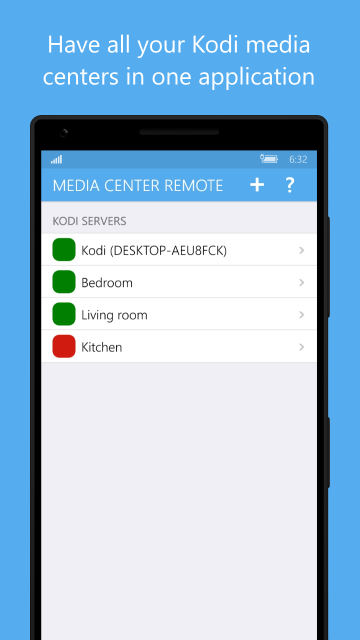 Have all your Kodi media
centers in one application
6:32
MEDIA CENTER REMOTE + ?
KODI SERVERS
Kodi (DESKTOP-AEU8FCK)
Bedroom
Living room
Kitchen